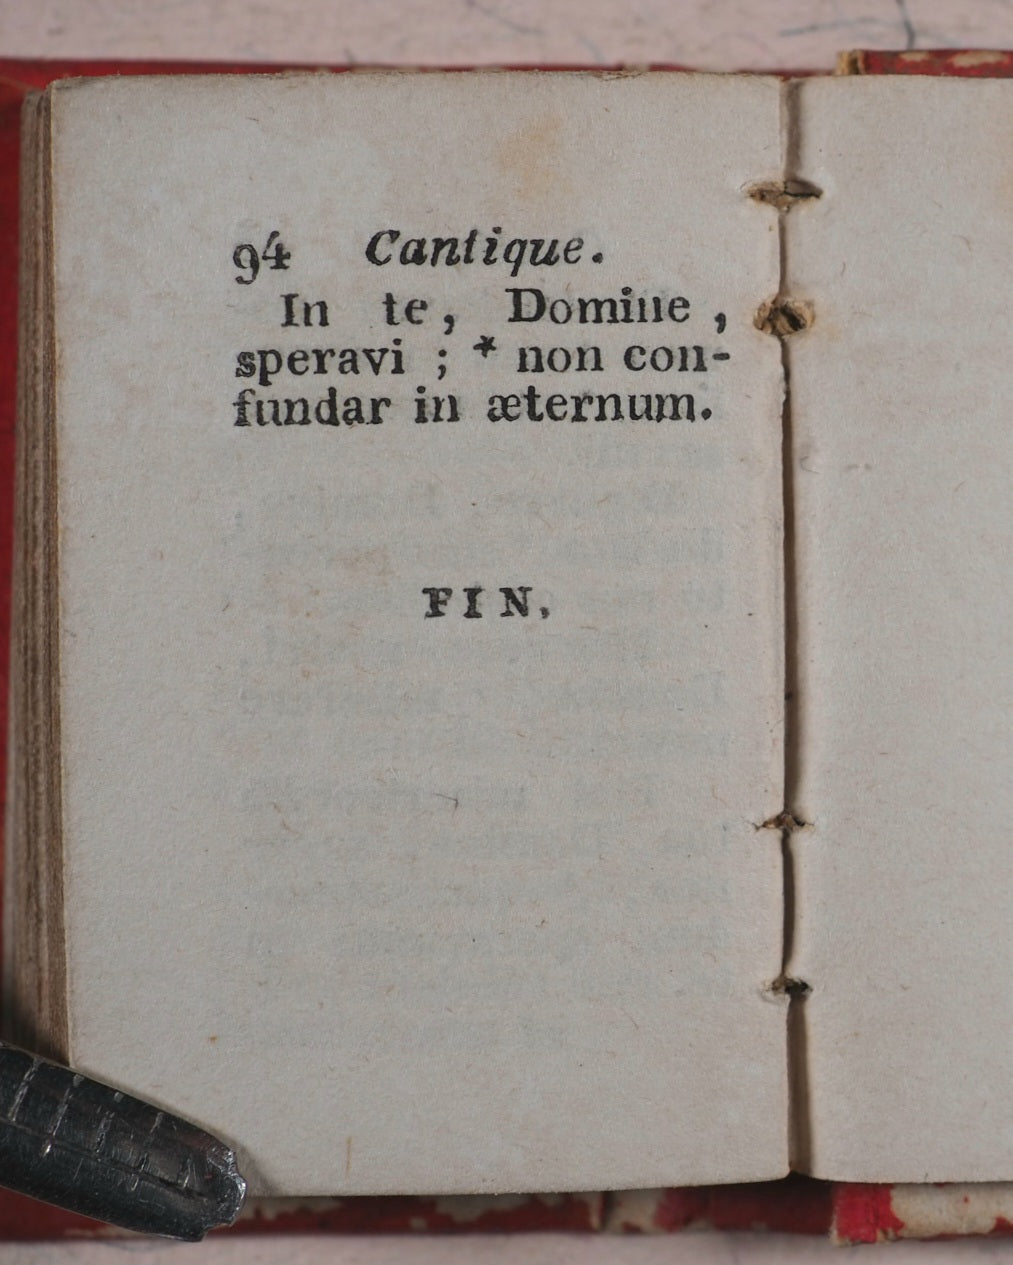 94 Cantique.
In te, Domine,
speravi ; * non con-
fundar in æternum.
FIN.